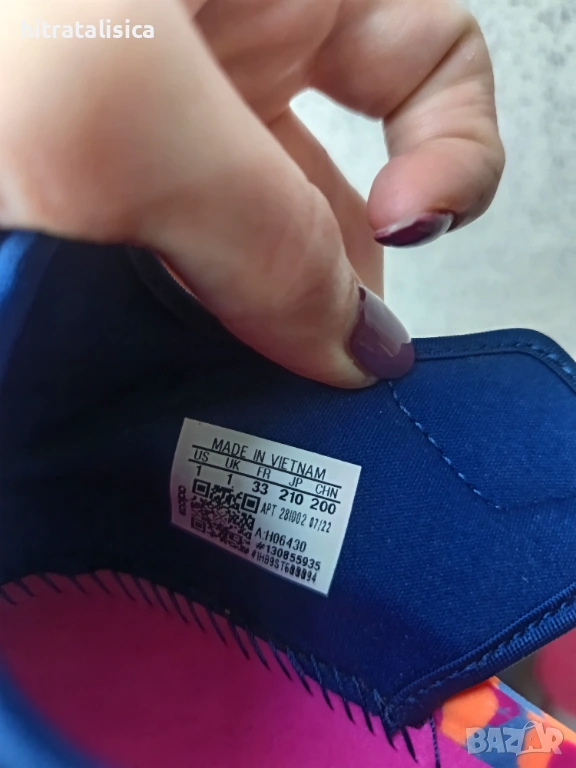 bitratalisica
MADE IN VIETNAM
US UK FR JP CHN
1 1 33 210 200
APT 281002 07/22
A:H06430
#130855935
BAZAR